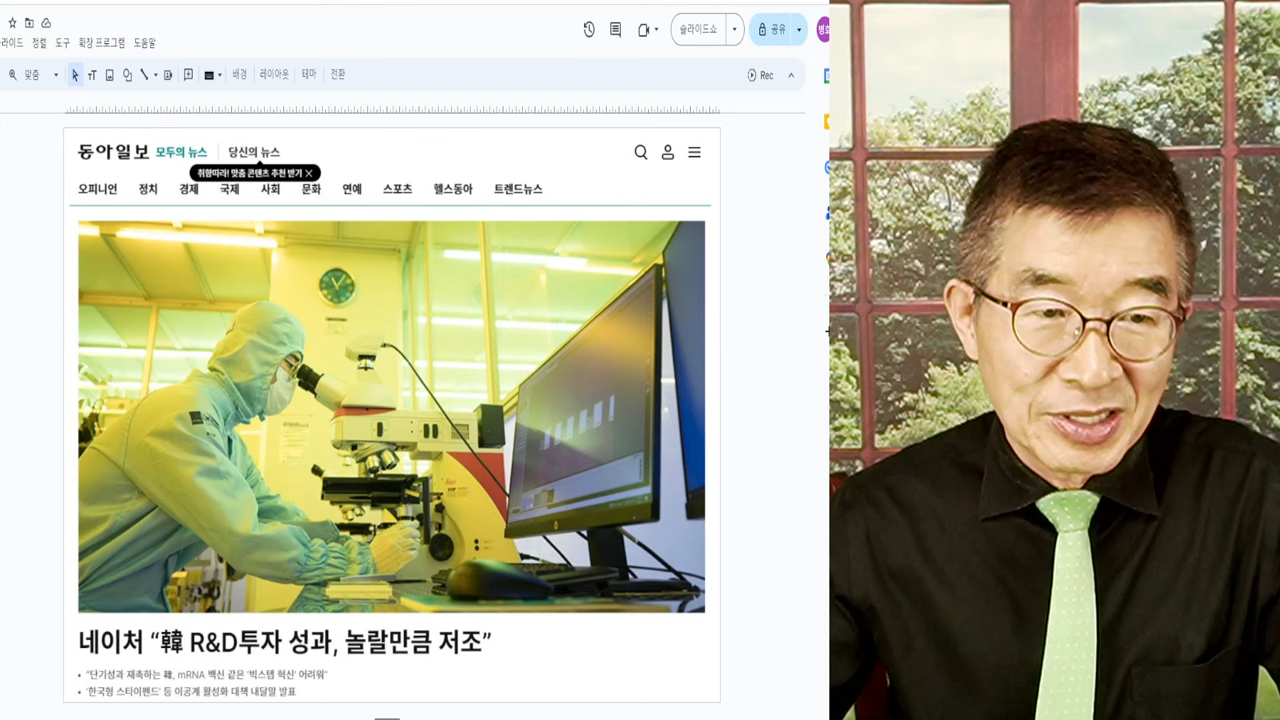 라이드 정렬 도구 확장 프로그램 도움말
슬라이드쇼
공유
병호
맞춤
배경 레이아웃 테마 전환
Rec
동아일보 모두의 뉴스 당신의 뉴스
취향따라! 맞춤 콘텐츠 추천 받기 ×
오피니언 정치 경제 국제 사회 문화 연예 스포츠 헬스동아 트렌드뉴스
네이처 “韓 R&D투자 성과, 놀랄만큼 저조”
• “단기성과 재촉하는 韓, mRNA 백신 같은 ‘빅스텝 혁신’ 어려워”
• ‘한국형 스타이펜드’ 등 이공계 활성화 대책 내달말 발표